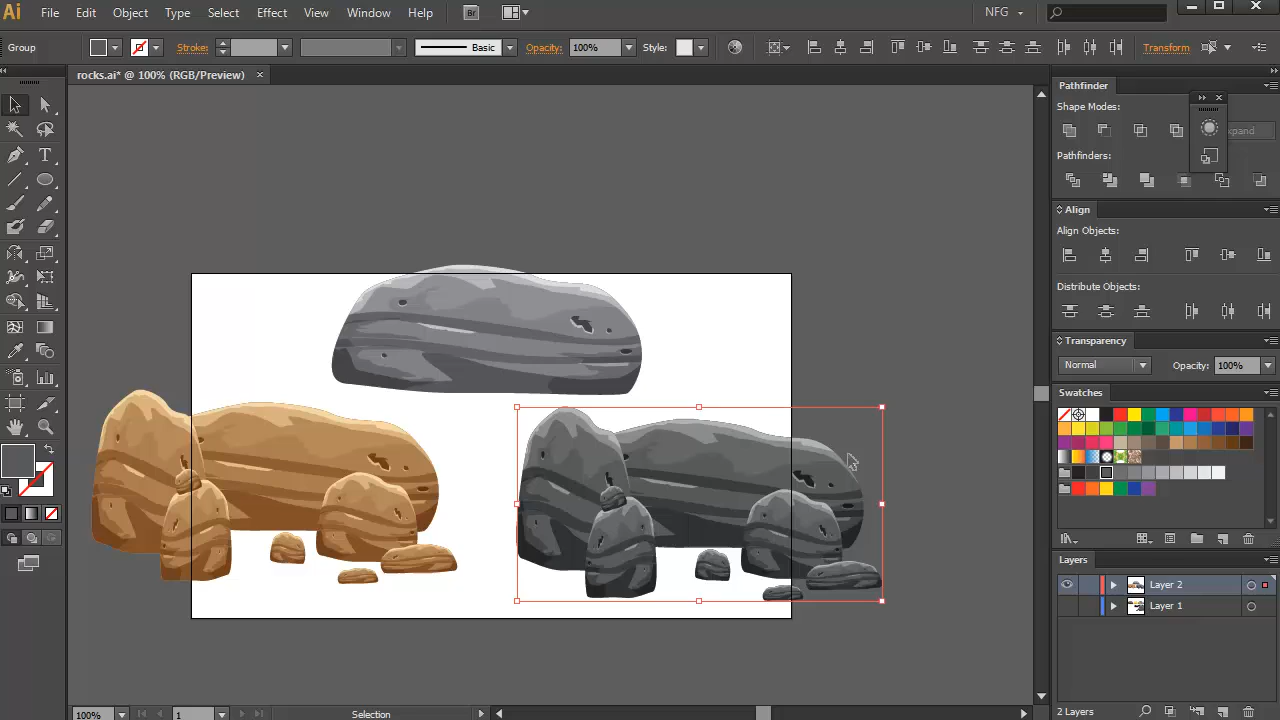 Ai File Edit Object Type Select Effect View Window Help Br NFG
Group Stroke: Basic Opacity: 100% Style: Transform
rocks.ai* @ 100% (RGB/Preview) ×
Pathfinder
Shape Modes:
xpand
Pathfinders:
Align
Align Objects:
Distribute Objects:
Transparency
Normal Opacity: 100%
Swatches
Layers
Layer 2
Layer 1
100% 1 Selection 2 Layers